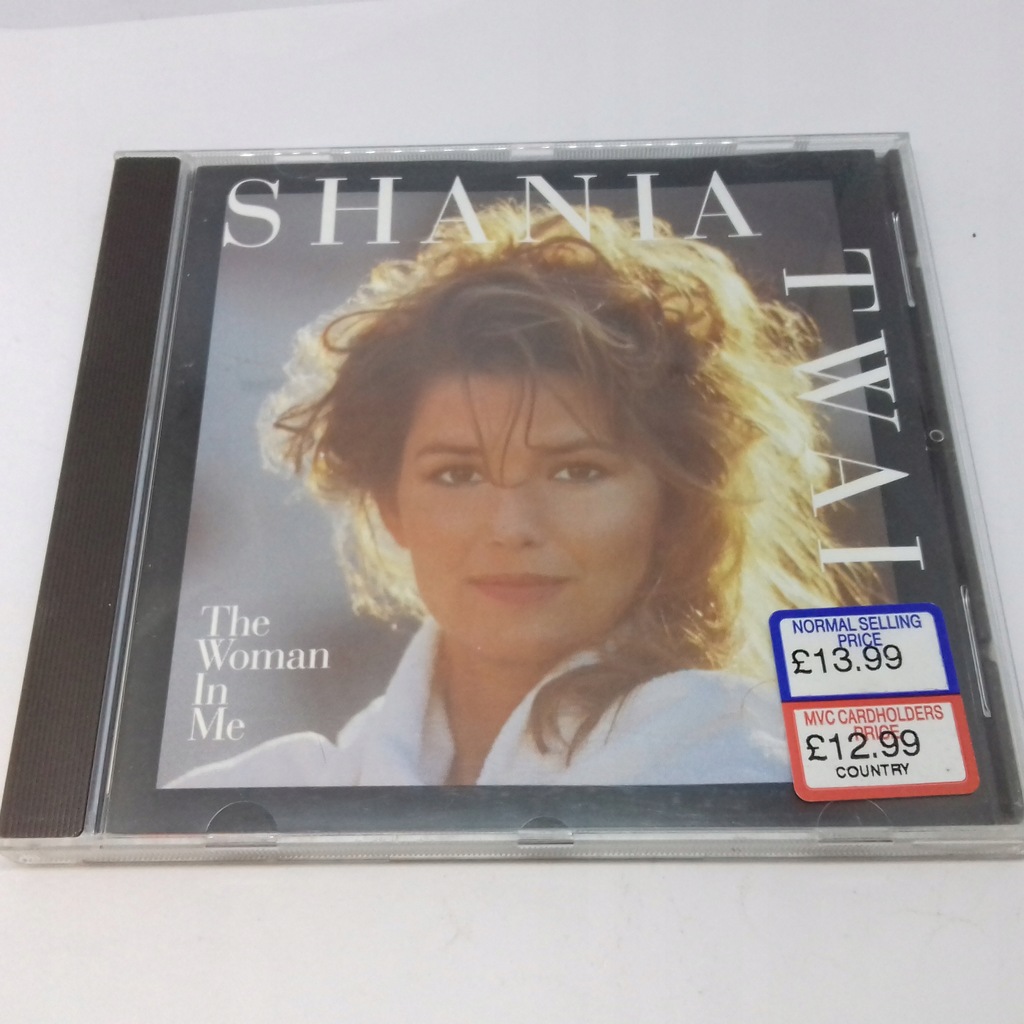 SHANIA
TWAI
The
Woman
In
Me
NORMAL SELLING
PRICE
£13.99
MVC CARDHOLDERS
PRICE
£12.99
COUNTRY